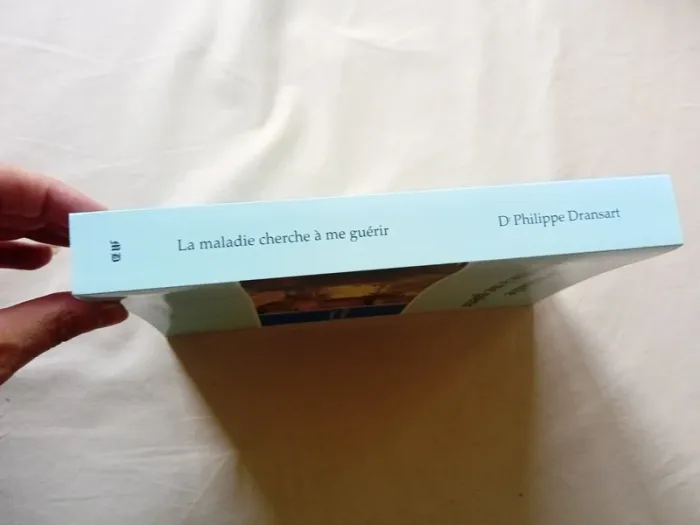 La maladie cherche à me guérir
Dr Philippe Dransart